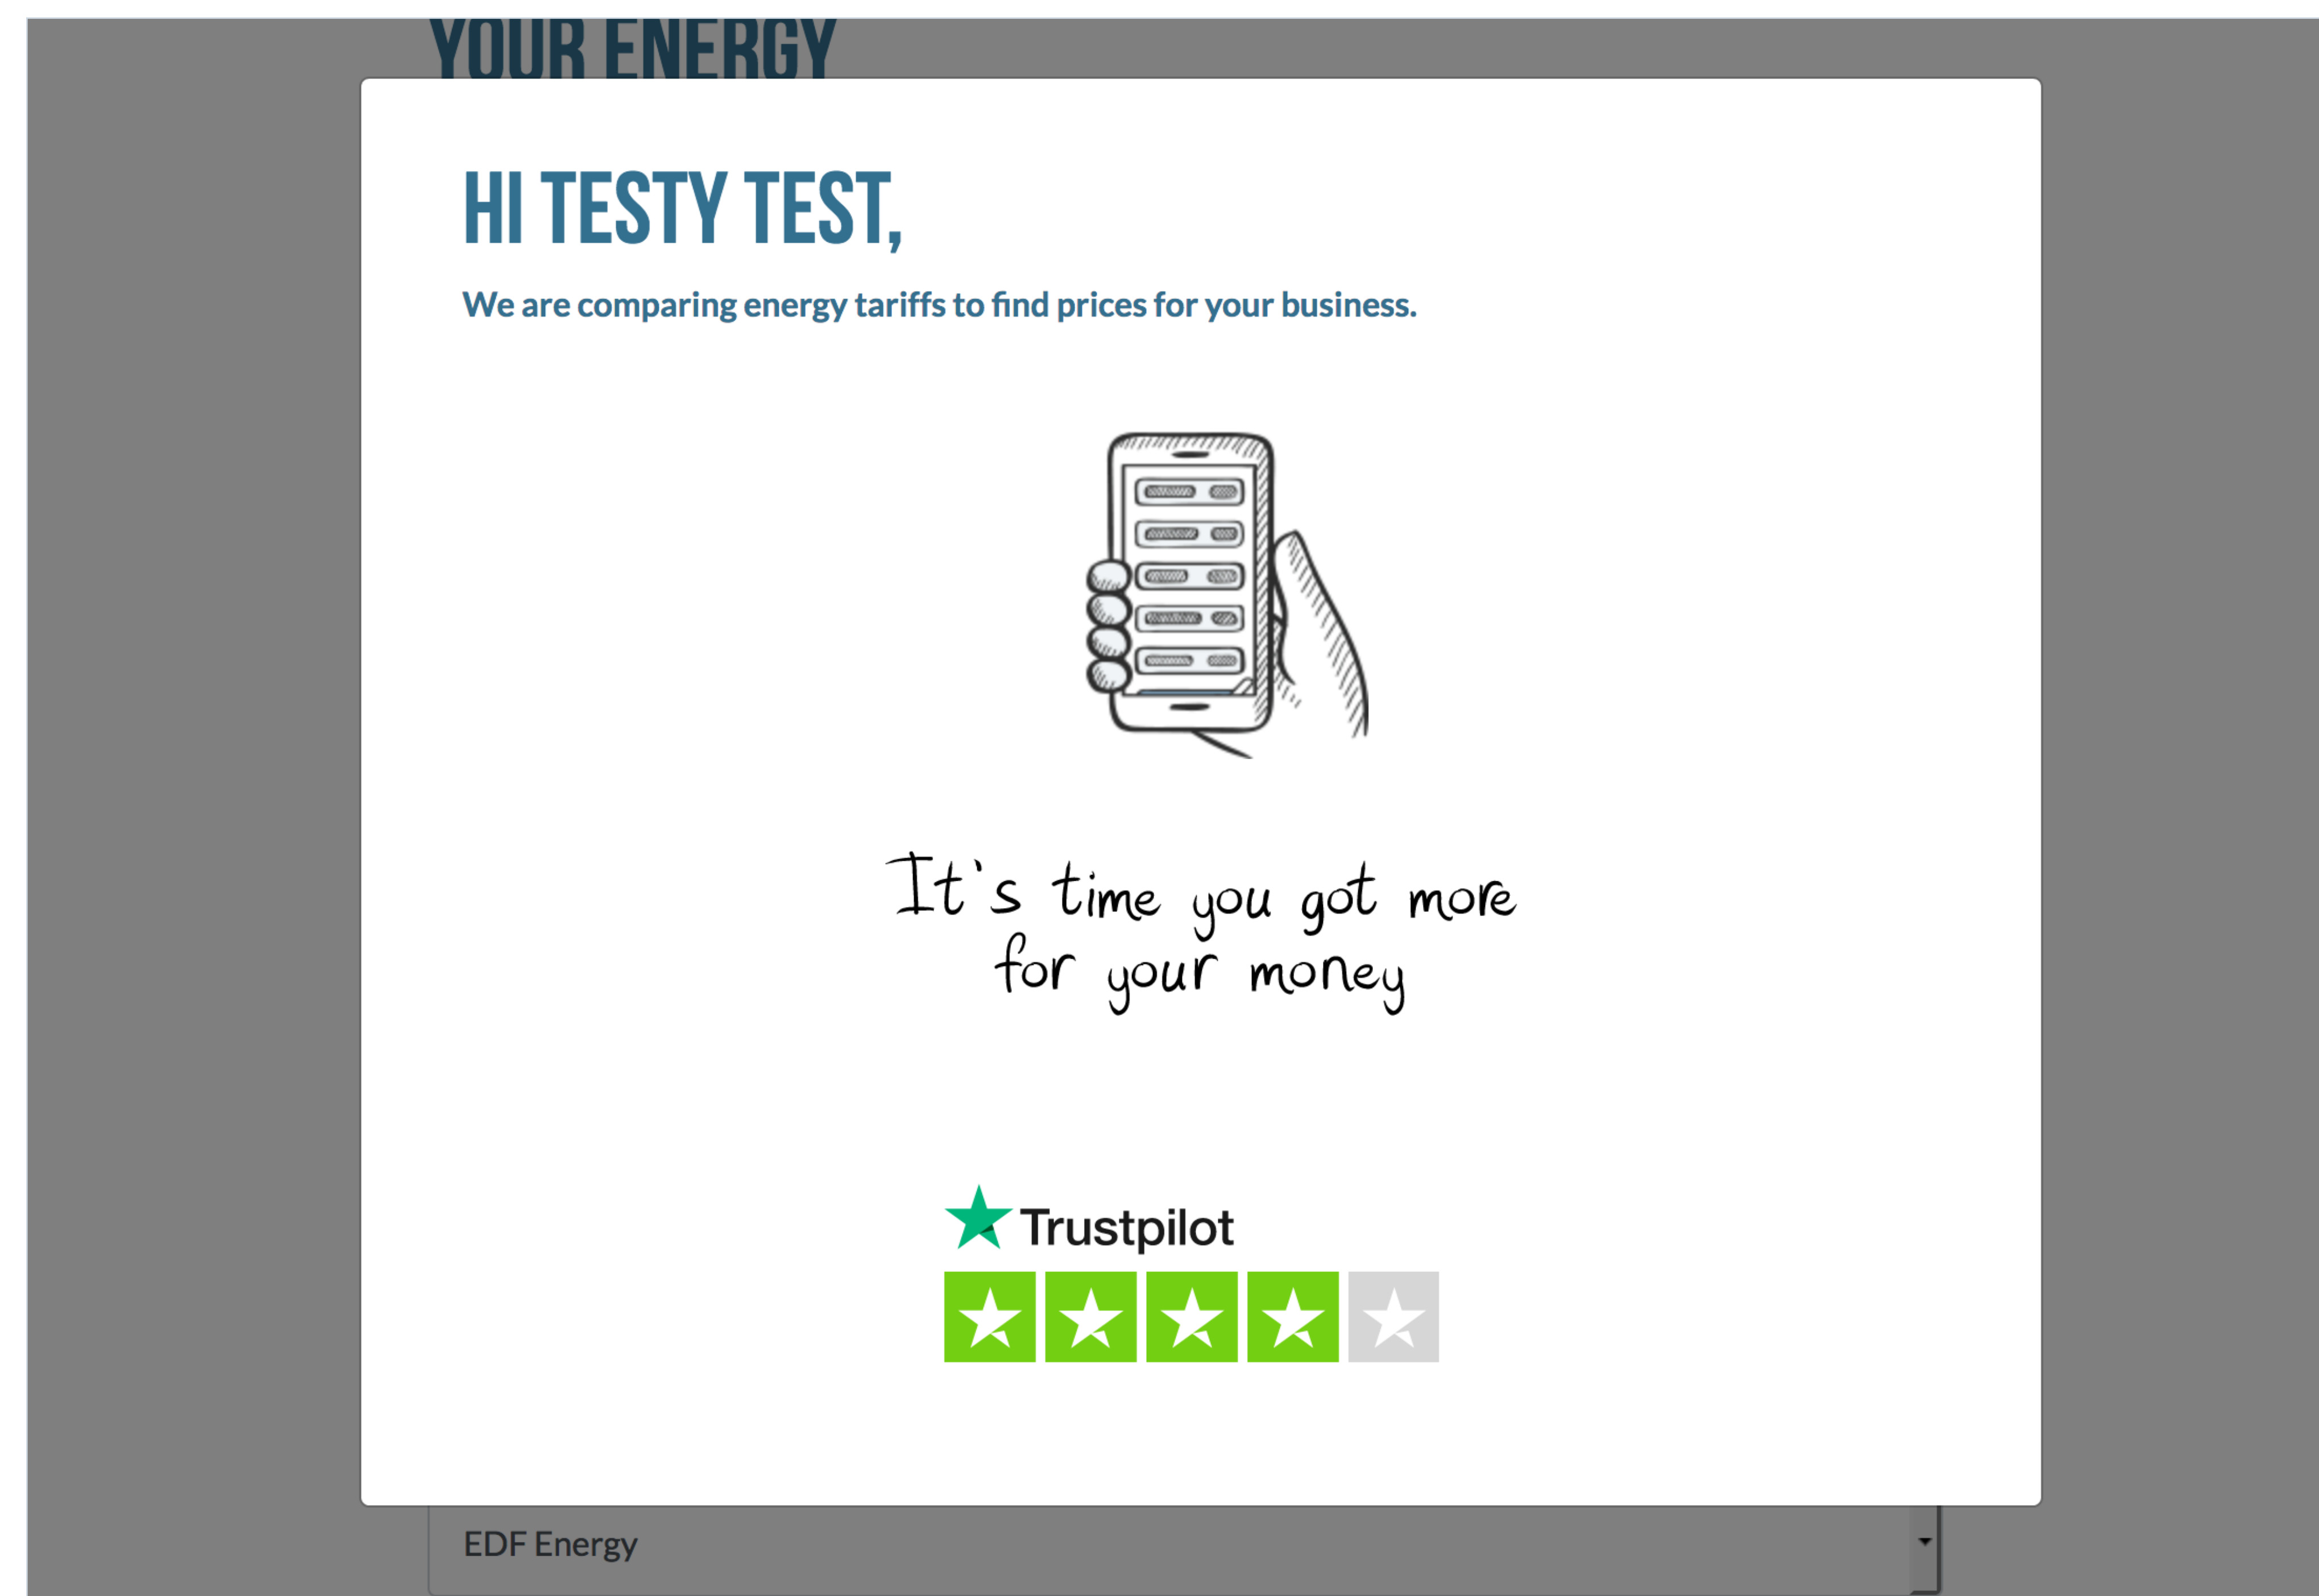 YOUR ENERGY
HI TESTY TEST,
We are comparing energy tariffs to find prices for your business.
It's time you got more
for your money
Trustpilot
EDF Energy